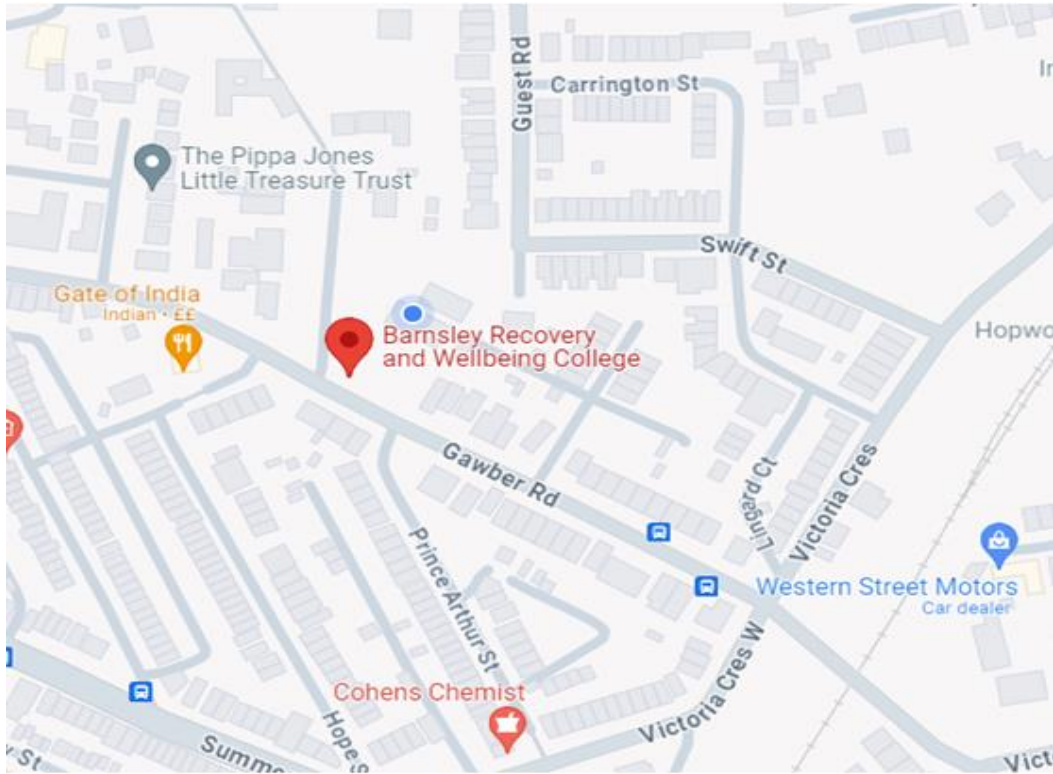 Guest Rd
Carrington St
In
The Pippa Jones
Little Treasure Trust
Swift St
Gate of India
Indian · ££
Barnsley Recovery
and Wellbeing College
Hopwo
Gawber Rd
Lingard Ct
Victoria Cres
Prince Arthur St
Western Street Motors
Car dealer
Cohens Chemist
Victoria Cres W
Hope S
Summe
y St
Vict